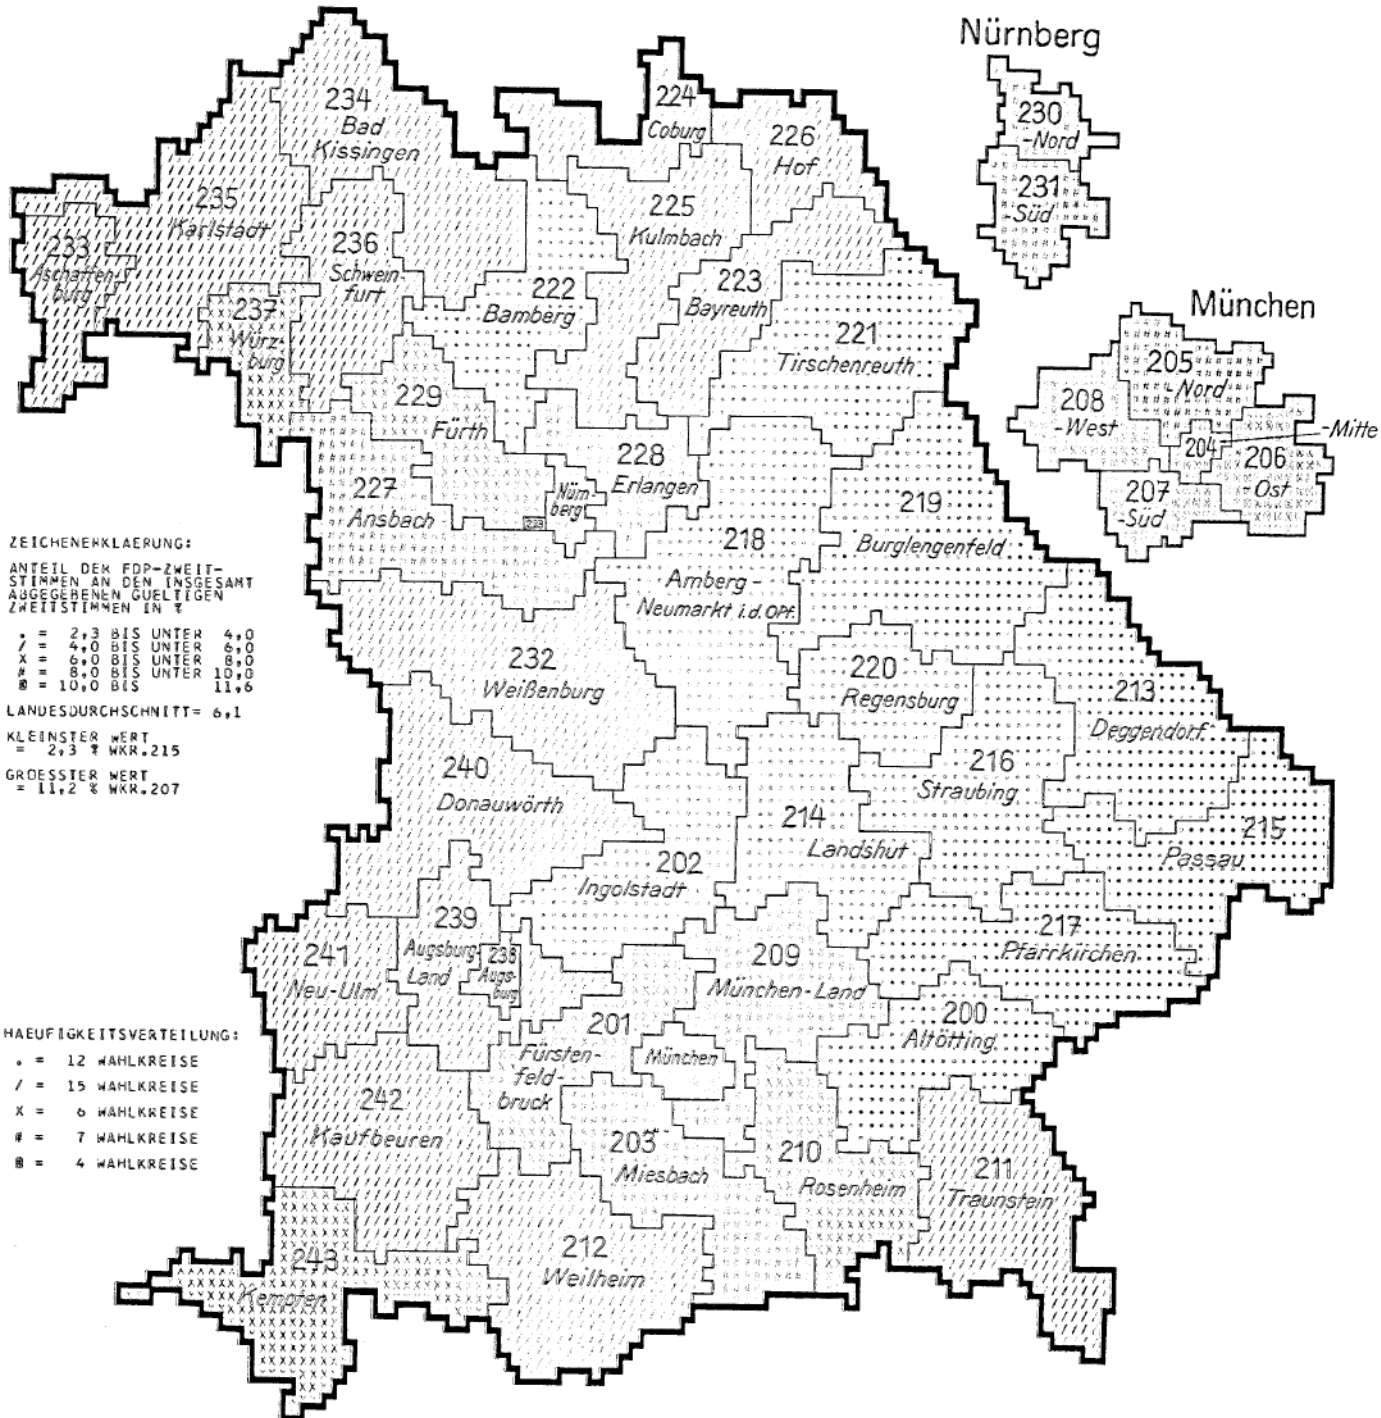 Nürnberg
230
-Nord
231
-Süd
München
205
-Nord
208
-West
204
-Mitte
206
-Ost
207
-Süd
234
Bad
Kissingen
224
Coburg
226
Hof
235
Karlstadt
225
Kulmbach
233
Aschaffen-
burg
236
Schwein-
furt
223
Bayreuth
222
Bamberg
237
Würz-
burg
221
Tirschenreuth
229
Fürth
228
Erlangen
227
Ansbach
Nürn-
berg
219
Burglengenfeld
218
Amberg-
Neumarkt i.d.OPf.
232
Weißenburg
220
Regensburg
213
Deggendorf
240
Donauwörth
216
Straubing
214
Landshut
215
Passau
202
Ingolstadt
239
Augsburg-
Land
238
Augs-
burg
217
Pfarrkirchen
241
Neu-Ulm
209
München-Land
200
Altötting
201
Fürsten-
feld-
bruck
München
242
Kaufbeuren
203
Miesbach
210
Rosenheim
211
Traunstein
212
Weilheim
243
Kempten
ZEICHENERKLAERUNG:
ANTEIL DER FDP-ZWEIT-
STIMMEN AN DEN INSGESAMT
ABGEGEBENEN GUELTIGEN
ZWEITSTIMMEN IN %
. = 2,3 BIS UNTER 4,0
/ = 4,0 BIS UNTER 6,0
X = 6,0 BIS UNTER 8,0
# = 8,0 BIS UNTER 10,0
= 10,0 BIS 11,6
LANDESDURCHSCHNITT= 6,1
KLEINSTER WERT
= 2,3 % WKR.215
GROESSTER WERT
= 11,2 % WKR.207
HAEUFIGKEITSVERTEILUNG:
. = 12 WAHLKREISE
/ = 15 WAHLKREISE
X = 6 WAHLKREISE
# = 7 WAHLKREISE
= 4 WAHLKREISE